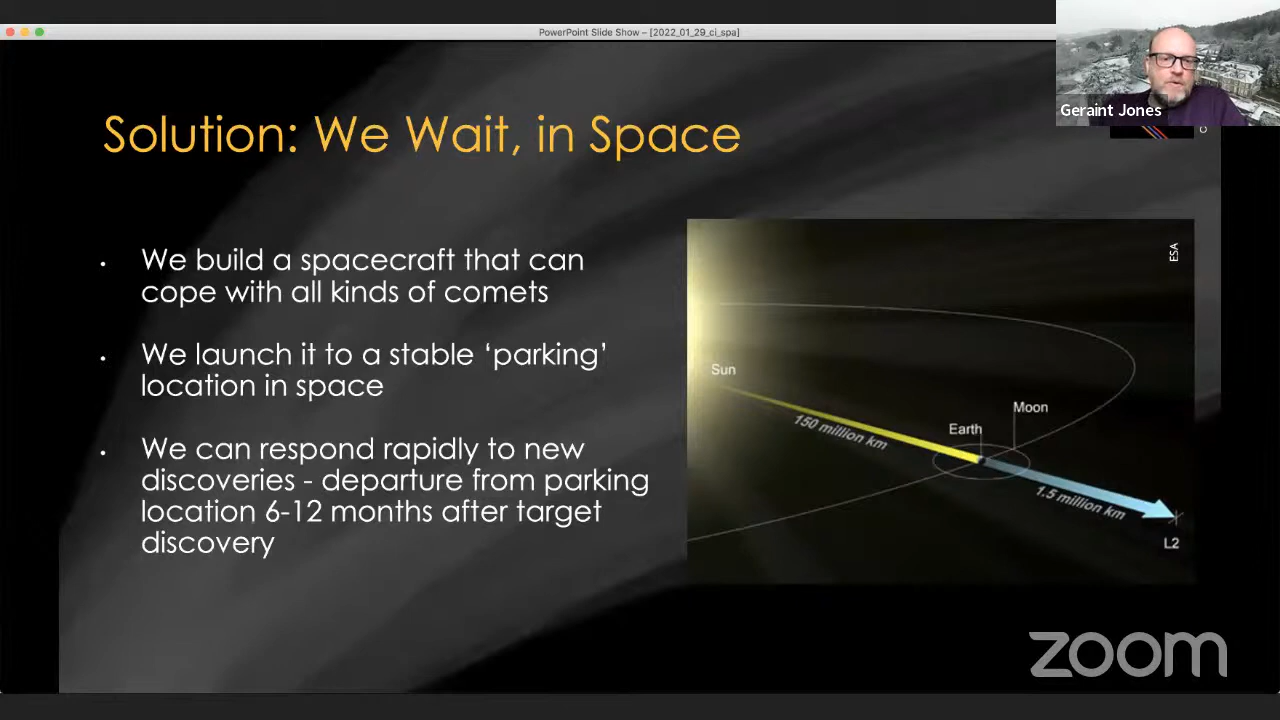 PowerPoint Slide Show – [2022_01_29_ci_spa]
Geraint Jones
Solution: We Wait, in Space
• We build a spacecraft that can
cope with all kinds of comets
• We launch it to a stable ‘parking’
location in space
• We can respond rapidly to new
discoveries - departure from parking
location 6-12 months after target
discovery
ESA
Sun
150 million km
Earth
Moon
1.5 million km
L2
zoom